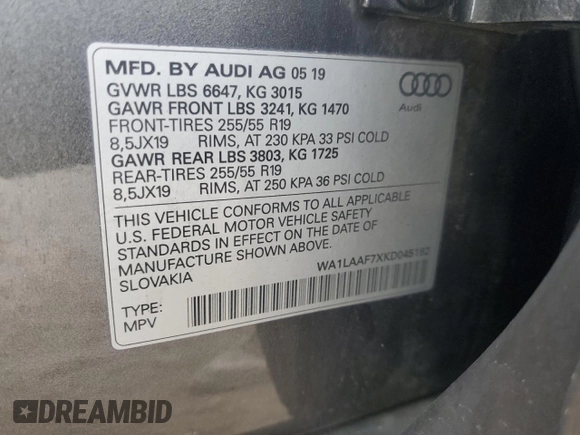 MFD. BY AUDI AG 05 19
GVWR LBS 6647, KG 3015
GAWR FRONT LBS 3241, KG 1470
FRONT-TIRES 255/55 R19
8,5JX19 RIMS, AT 230 KPA 33 PSI COLD
GAWR REAR LBS 3803, KG 1725
REAR-TIRES 255/55 R19
8,5JX19 RIMS, AT 250 KPA 36 PSI COLD
Audi
THIS VEHICLE CONFORMS TO ALL APPLICABLE
U.S. FEDERAL MOTOR VEHICLE SAFETY
STANDARDS IN EFFECT ON THE DATE OF
MANUFACTURE SHOWN ABOVE.
SLOVAKIA
WA1LAAF7XKD048162
TYPE:
MPV
DREAMBID